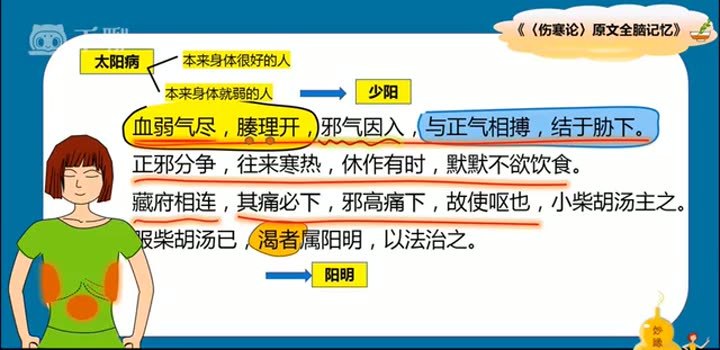 《〈伤寒论〉原文全脑记忆》
太阳病
本来身体很好的人
本来身体就弱的人
少阳
血弱气尽，腠理开，邪气因入，与正气相搏，结于胁下。
正邪分争，往来寒热，休作有时，默默不欲饮食。
藏府相连，其痛必下，邪高痛下，故使呕也，小柴胡汤主之。
服柴胡汤已，渴者属阳明，以法治之。
阳明